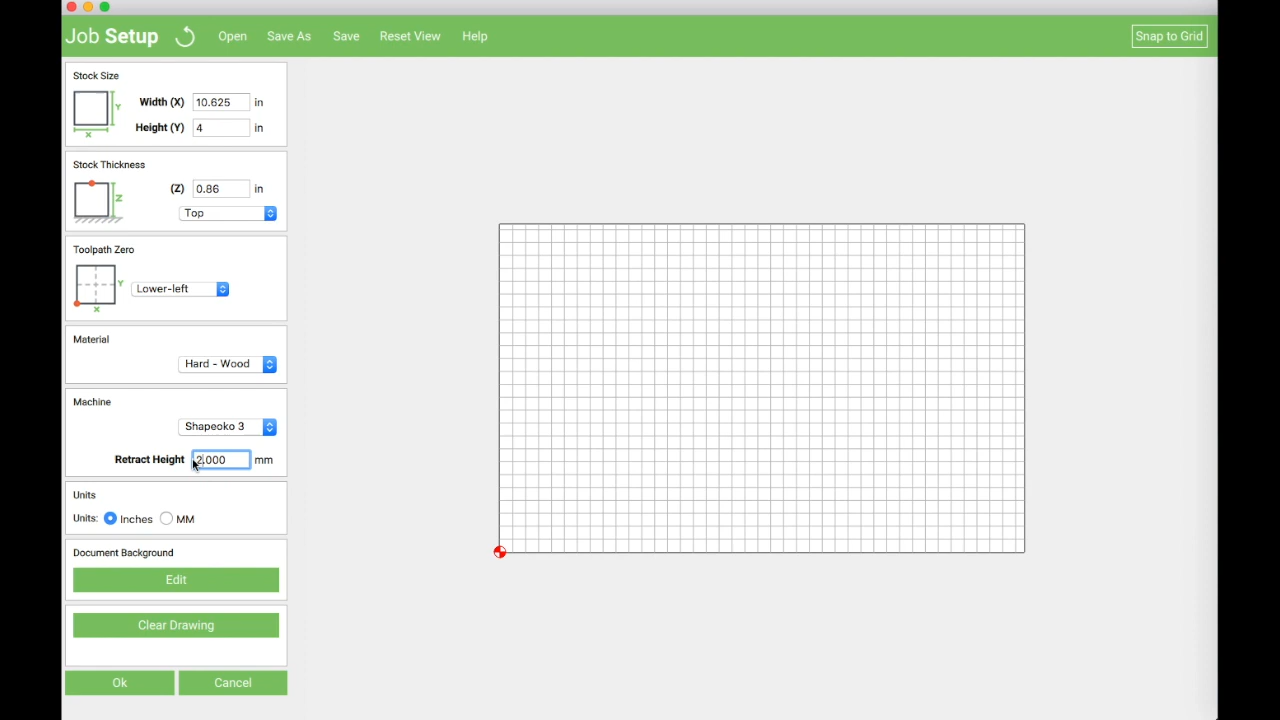 Job Setup Open Save As Save Reset View Help Snap to Grid
Stock Size
Width (X) 10.625 in
Y
Height (Y) 4 in
X
Stock Thickness
(Z) 0.86 in
Z
Top
Toolpath Zero
Y
Lower-left
X
Material
Hard - Wood
Machine
Shapeoko 3
Retract Height 2.000 mm
Units
Units: Inches MM
Document Background
Edit
Clear Drawing
Ok Cancel